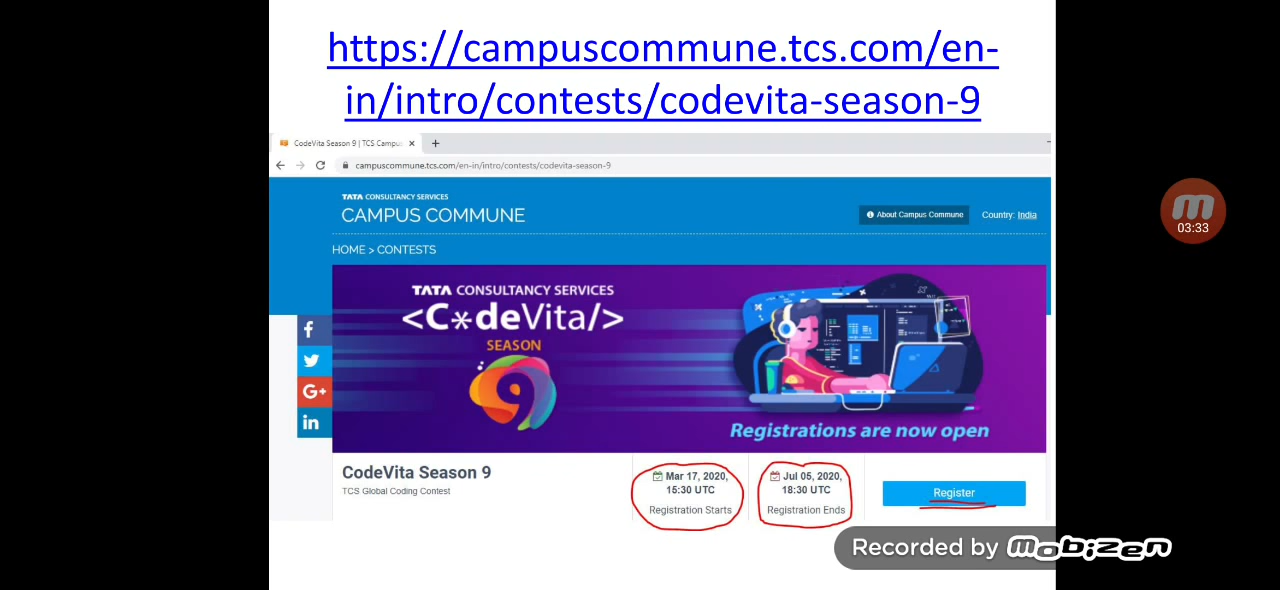 https://campuscommune.tcs.com/en-
in/intro/contests/codevita-season-9
CodeVita Season 9 | TCS Campu
campuscommune.tcs.com/en-in/intro/contests/codevita-season-9
TATA CONSULTANCY SERVICES
CAMPUS COMMUNE
About Campus Commune
Country: India
HOME > CONTESTS
TATA CONSULTANCY SERVICES
<C*deVita/>
SEASON
9
Registrations are now open
f
G+
in
CodeVita Season 9
TCS Global Coding Contest
Mar 17, 2020,
15:30 UTC
Registration Starts
Jul 05, 2020,
18:30 UTC
Registration Ends
Register
03:33
Recorded by Mobizen